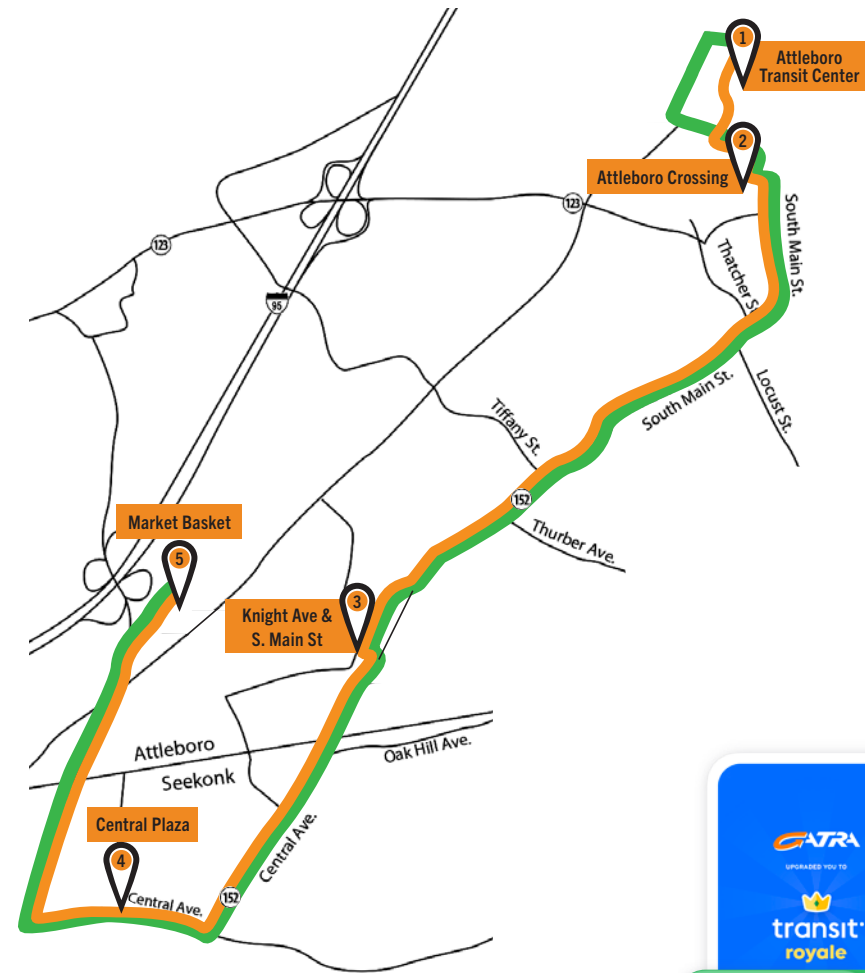 1
Attleboro
Transit Center
2
Attleboro Crossing
123
123
South Main St.
Thatcher St.
95
South Main St.
Locust St.
Tiffany St.
152
Thurber Ave.
Market Basket
5
3
Knight Ave &
S. Main St
Attleboro
Seekonk
Oak Hill Ave.
Central Plaza
4
Central Ave.
152
Central Ave.
GATRA
UPGRADED YOU TO
transit
royale